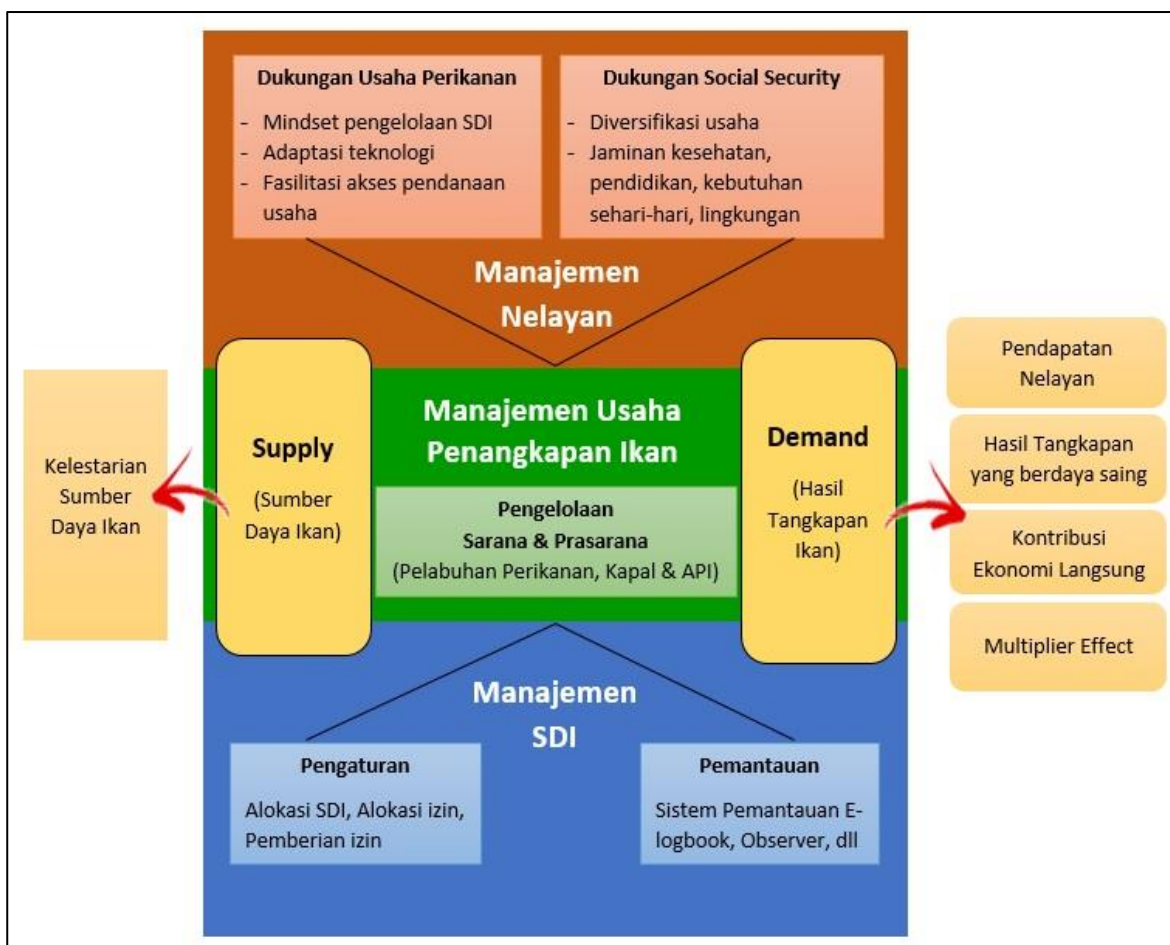 Dukungan Usaha Perikanan
- Mindset pengelolaan SDI
- Adaptasi teknologi
- Fasilitasi akses pendanaan
usaha
Dukungan Social Security
- Diversifikasi usaha
- Jaminan kesehatan,
pendidikan, kebutuhan
sehari-hari, lingkungan
Manajemen
Nelayan
Kelestarian
Sumber
Daya Ikan
Supply
(Sumber
Daya Ikan)
Manajemen Usaha
Penangkapan Ikan
Pengelolaan
Sarana & Prasarana
(Pelabuhan Perikanan, Kapal & API)
Demand
(Hasil
Tangkapan
Ikan)
Pendapatan
Nelayan
Hasil Tangkapan
yang berdaya saing
Kontribusi
Ekonomi Langsung
Multiplier Effect
Manajemen
SDI
Pengaturan
Alokasi SDI, Alokasi izin,
Pemberian izin
Pemantauan
Sistem Pemantauan E-
logbook, Observer, dll